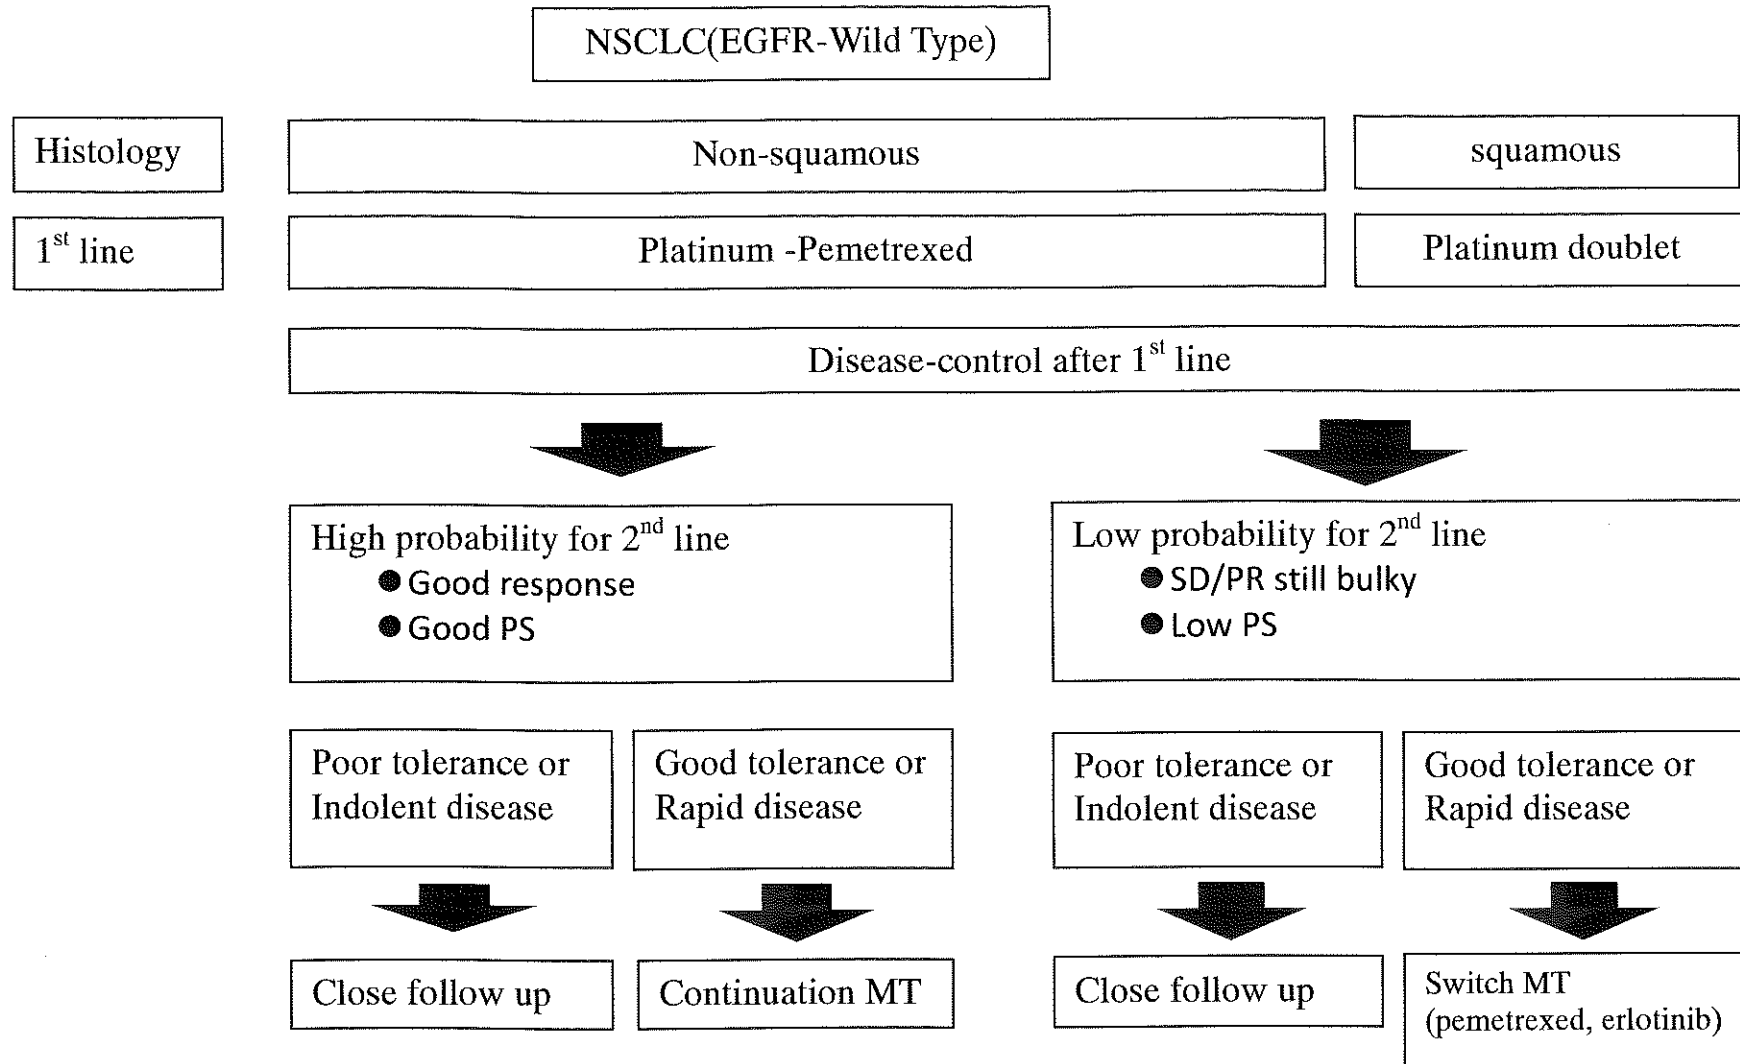 NSCLC(EGFR-Wild Type)
Histology
Non-squamous
squamous
1st line
Platinum -Pemetrexed
Platinum doublet
Disease-control after 1st line
High probability for 2nd line
● Good response
● Good PS
Low probability for 2nd line
● SD/PR still bulky
● Low PS
Poor tolerance or
Indolent disease
Good tolerance or
Rapid disease
Poor tolerance or
Indolent disease
Good tolerance or
Rapid disease
Close follow up
Continuation MT
Close follow up
Switch MT
(pemetrexed, erlotinib)